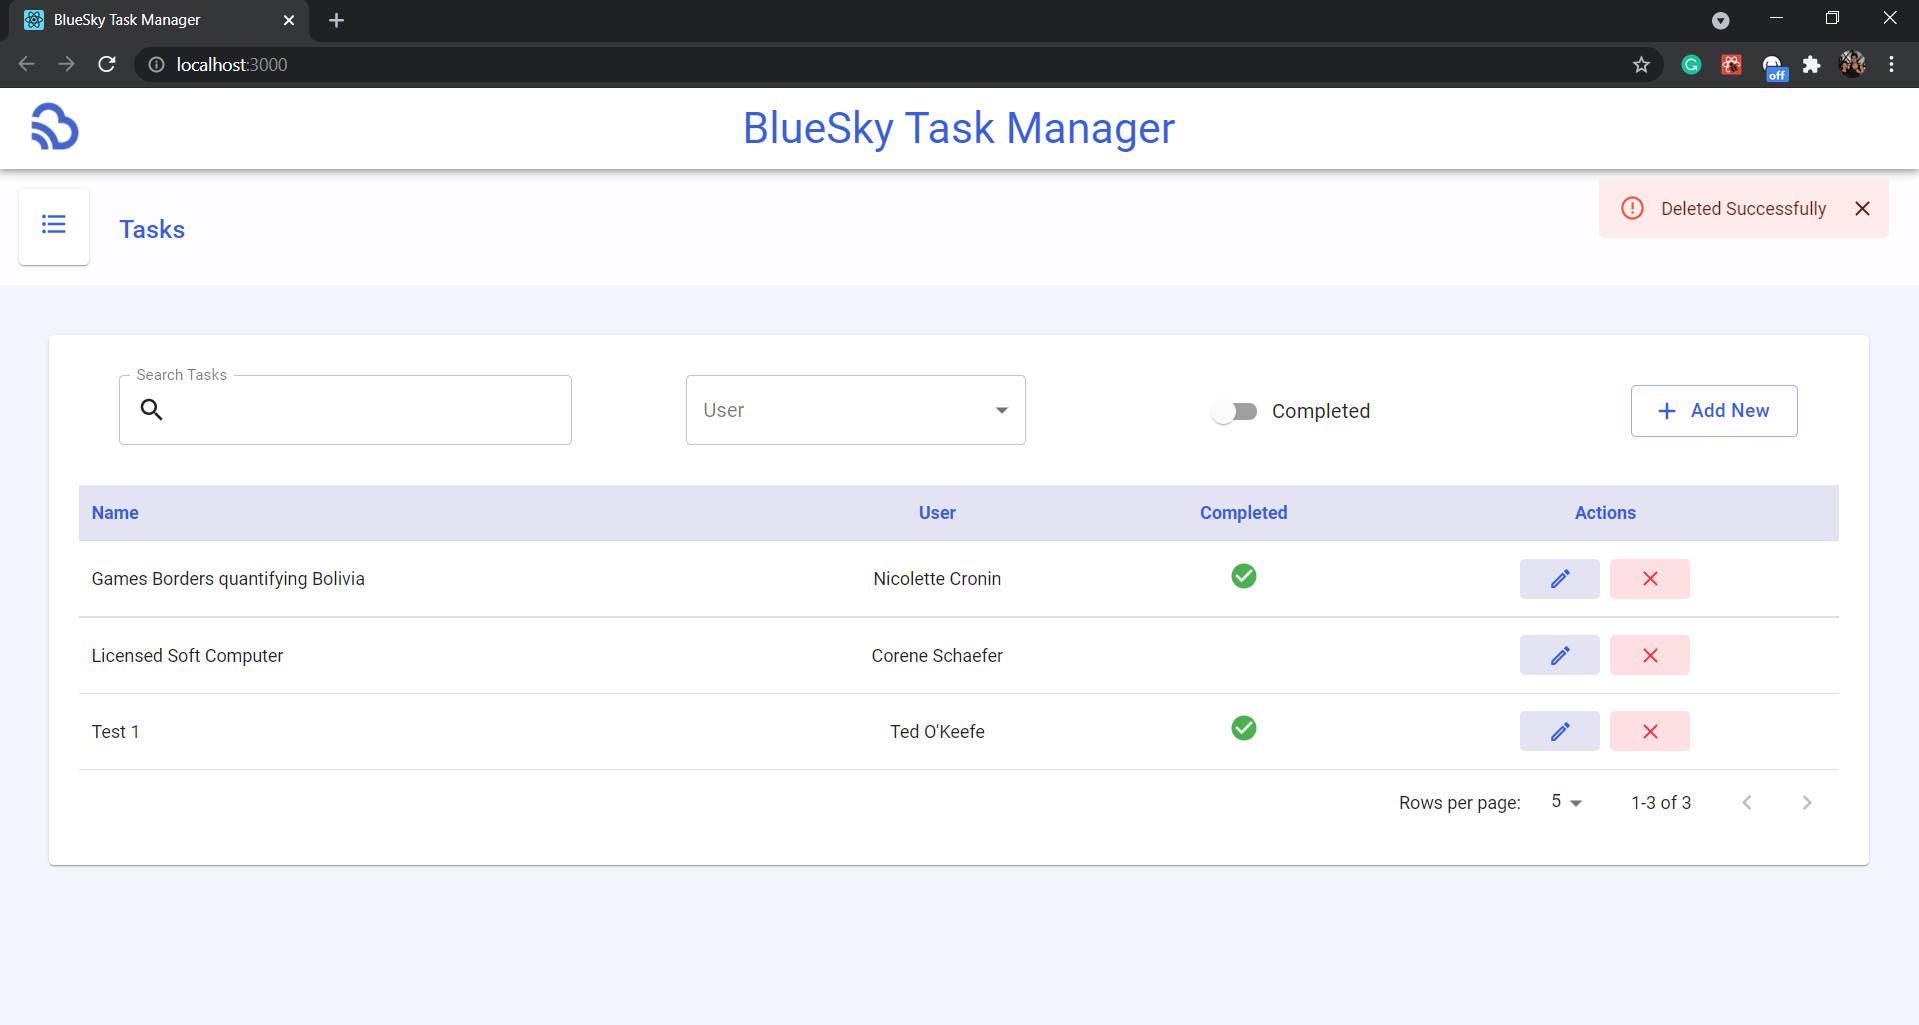 BlueSky Task Manager
localhost:3000
off
BlueSky Task Manager
Tasks
Deleted Successfully
Search Tasks
User
Completed
Add New
Name User Completed Actions
Games Borders quantifying Bolivia Nicolette Cronin
Licensed Soft Computer Corene Schaefer
Test 1 Ted O'Keefe
Rows per page: 5 1-3 of 3